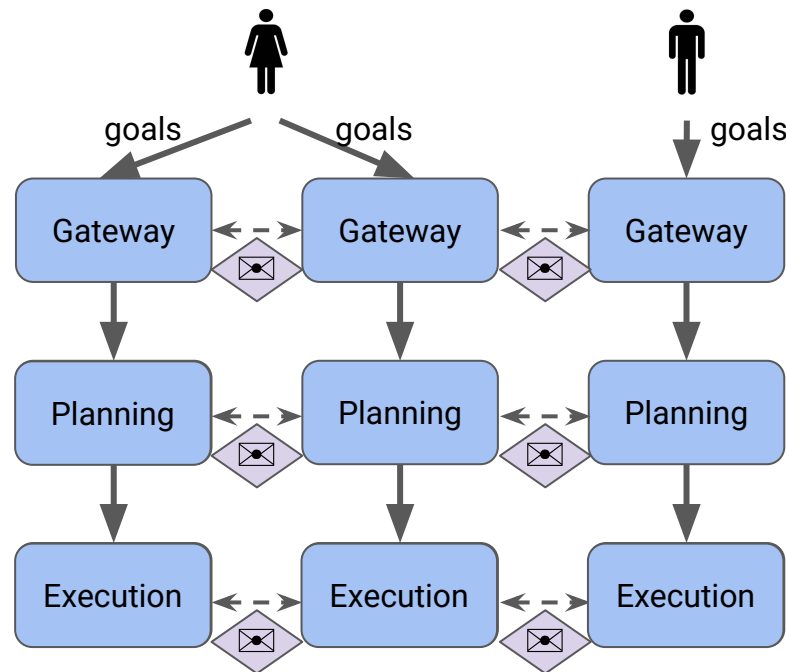 goals
goals
goals
Gateway
Gateway
Gateway
Planning
Planning
Planning
Execution
Execution
Execution